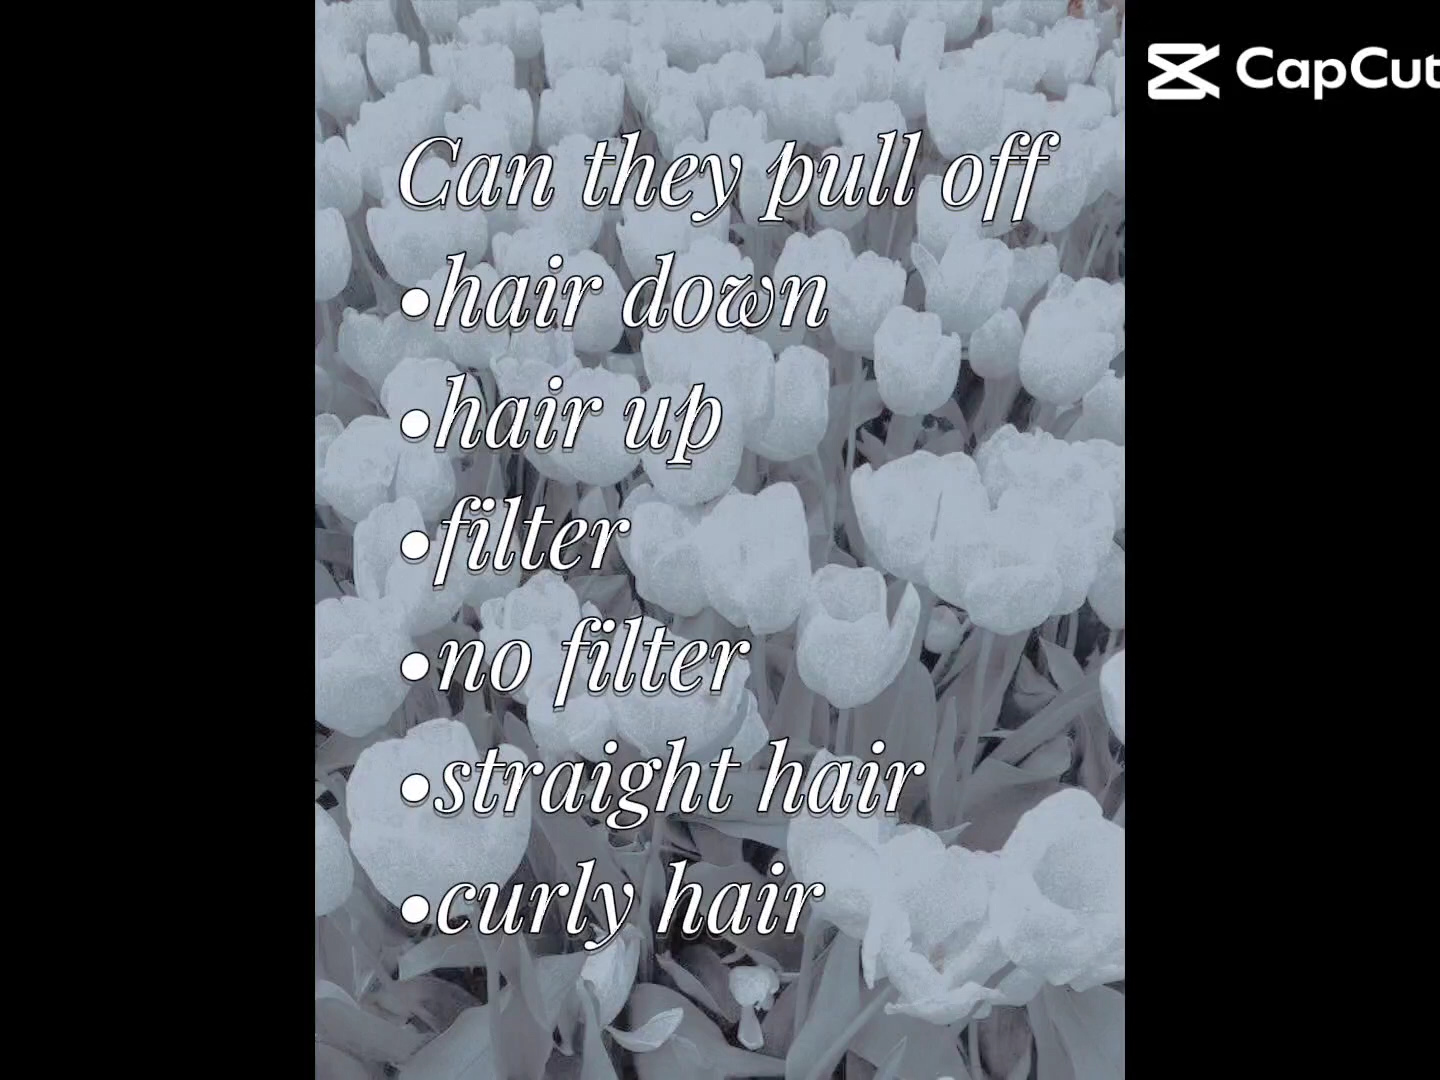 CapCut
Can they pull off
•hair down
•hair up
•filter
•no filter
•straight hair
•curly hair